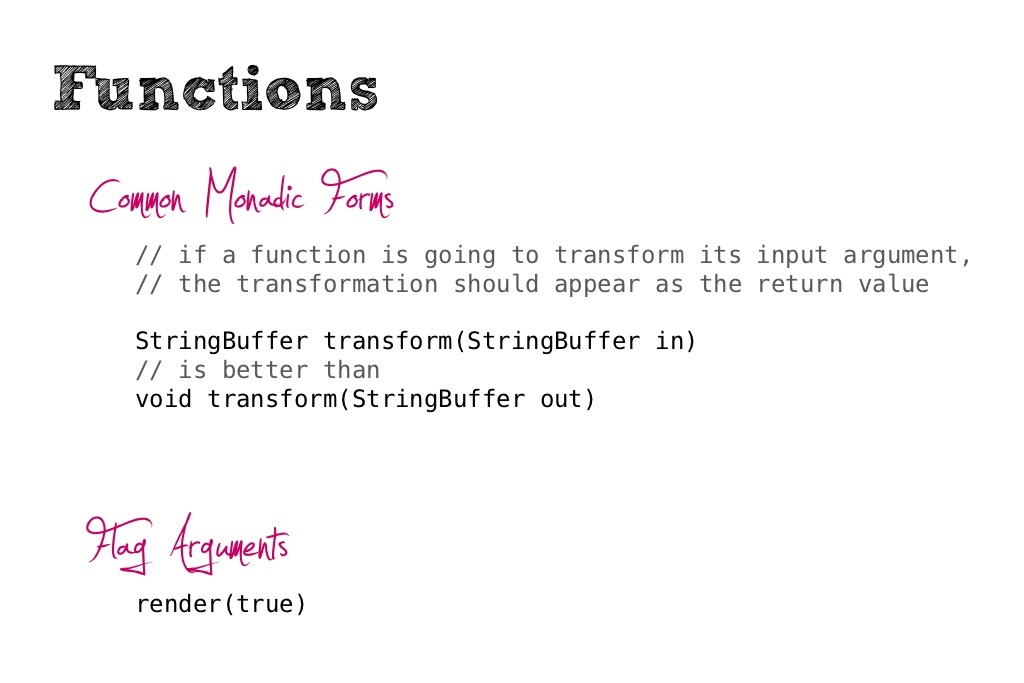 Functions
Common Monadic Forms
// if a function is going to transform its input argument,
// the transformation should appear as the return value
StringBuffer transform(StringBuffer in)
// is better than
void transform(StringBuffer out)
Flag Arguments
render(true)